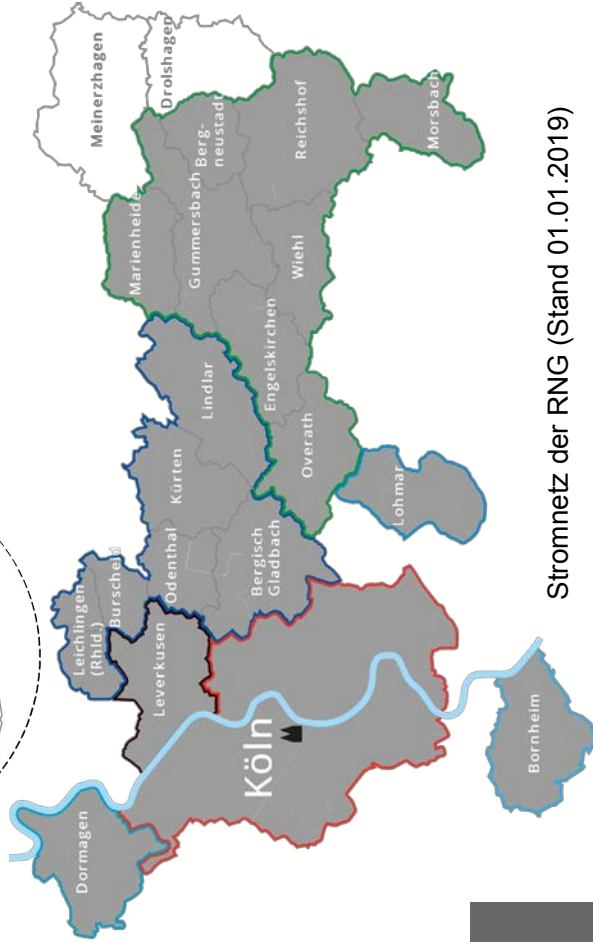 Meinerzhagen
Drolshagen
Marienheide
Gummersbach
Berg-
neustadt
Reichshof
Morsbach
Wiehl
Engelskirchen
Lindlar
Overath
Kürten
Lohmar
Odenthal
Bergisch
Gladbach
Leichlingen
(Rhld.)
Burscheid
Leverkusen
Köln
Dormagen
Bornheim
Stromnetz der RNG (Stand 01.01.2019)